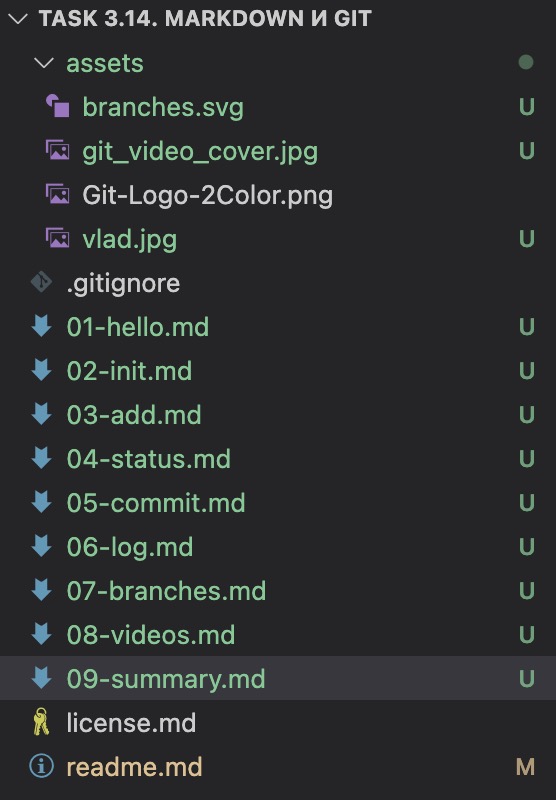 TASK 3.14. MARKDOWN И GIT
assets
branches.svg U
git_video_cover.jpg U
Git-Logo-2Color.png
vlad.jpg U
.gitignore
01-hello.md U
02-init.md U
03-add.md U
04-status.md U
05-commit.md U
06-log.md U
07-branches.md U
08-videos.md U
09-summary.md U
license.md
readme.md M